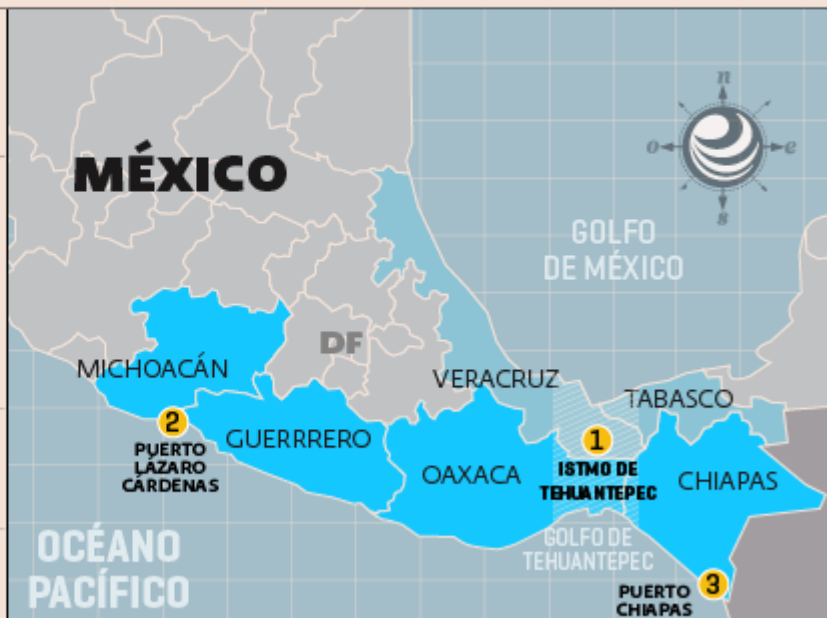 n
o
e
s
MÉXICO
GOLFO
DE MÉXICO
DF
MICHOACÁN
VERACRUZ
TABASCO
2
PUERTO
LÁZARO
CÁRDENAS
GUERRRERO
OAXACA
1
ISTMO DE
TEHUANTEPEC
CHIAPAS
OCÉANO
PACÍFICO
GOLFO DE
TEHUANTEPEC
3
PUERTO
CHIAPAS